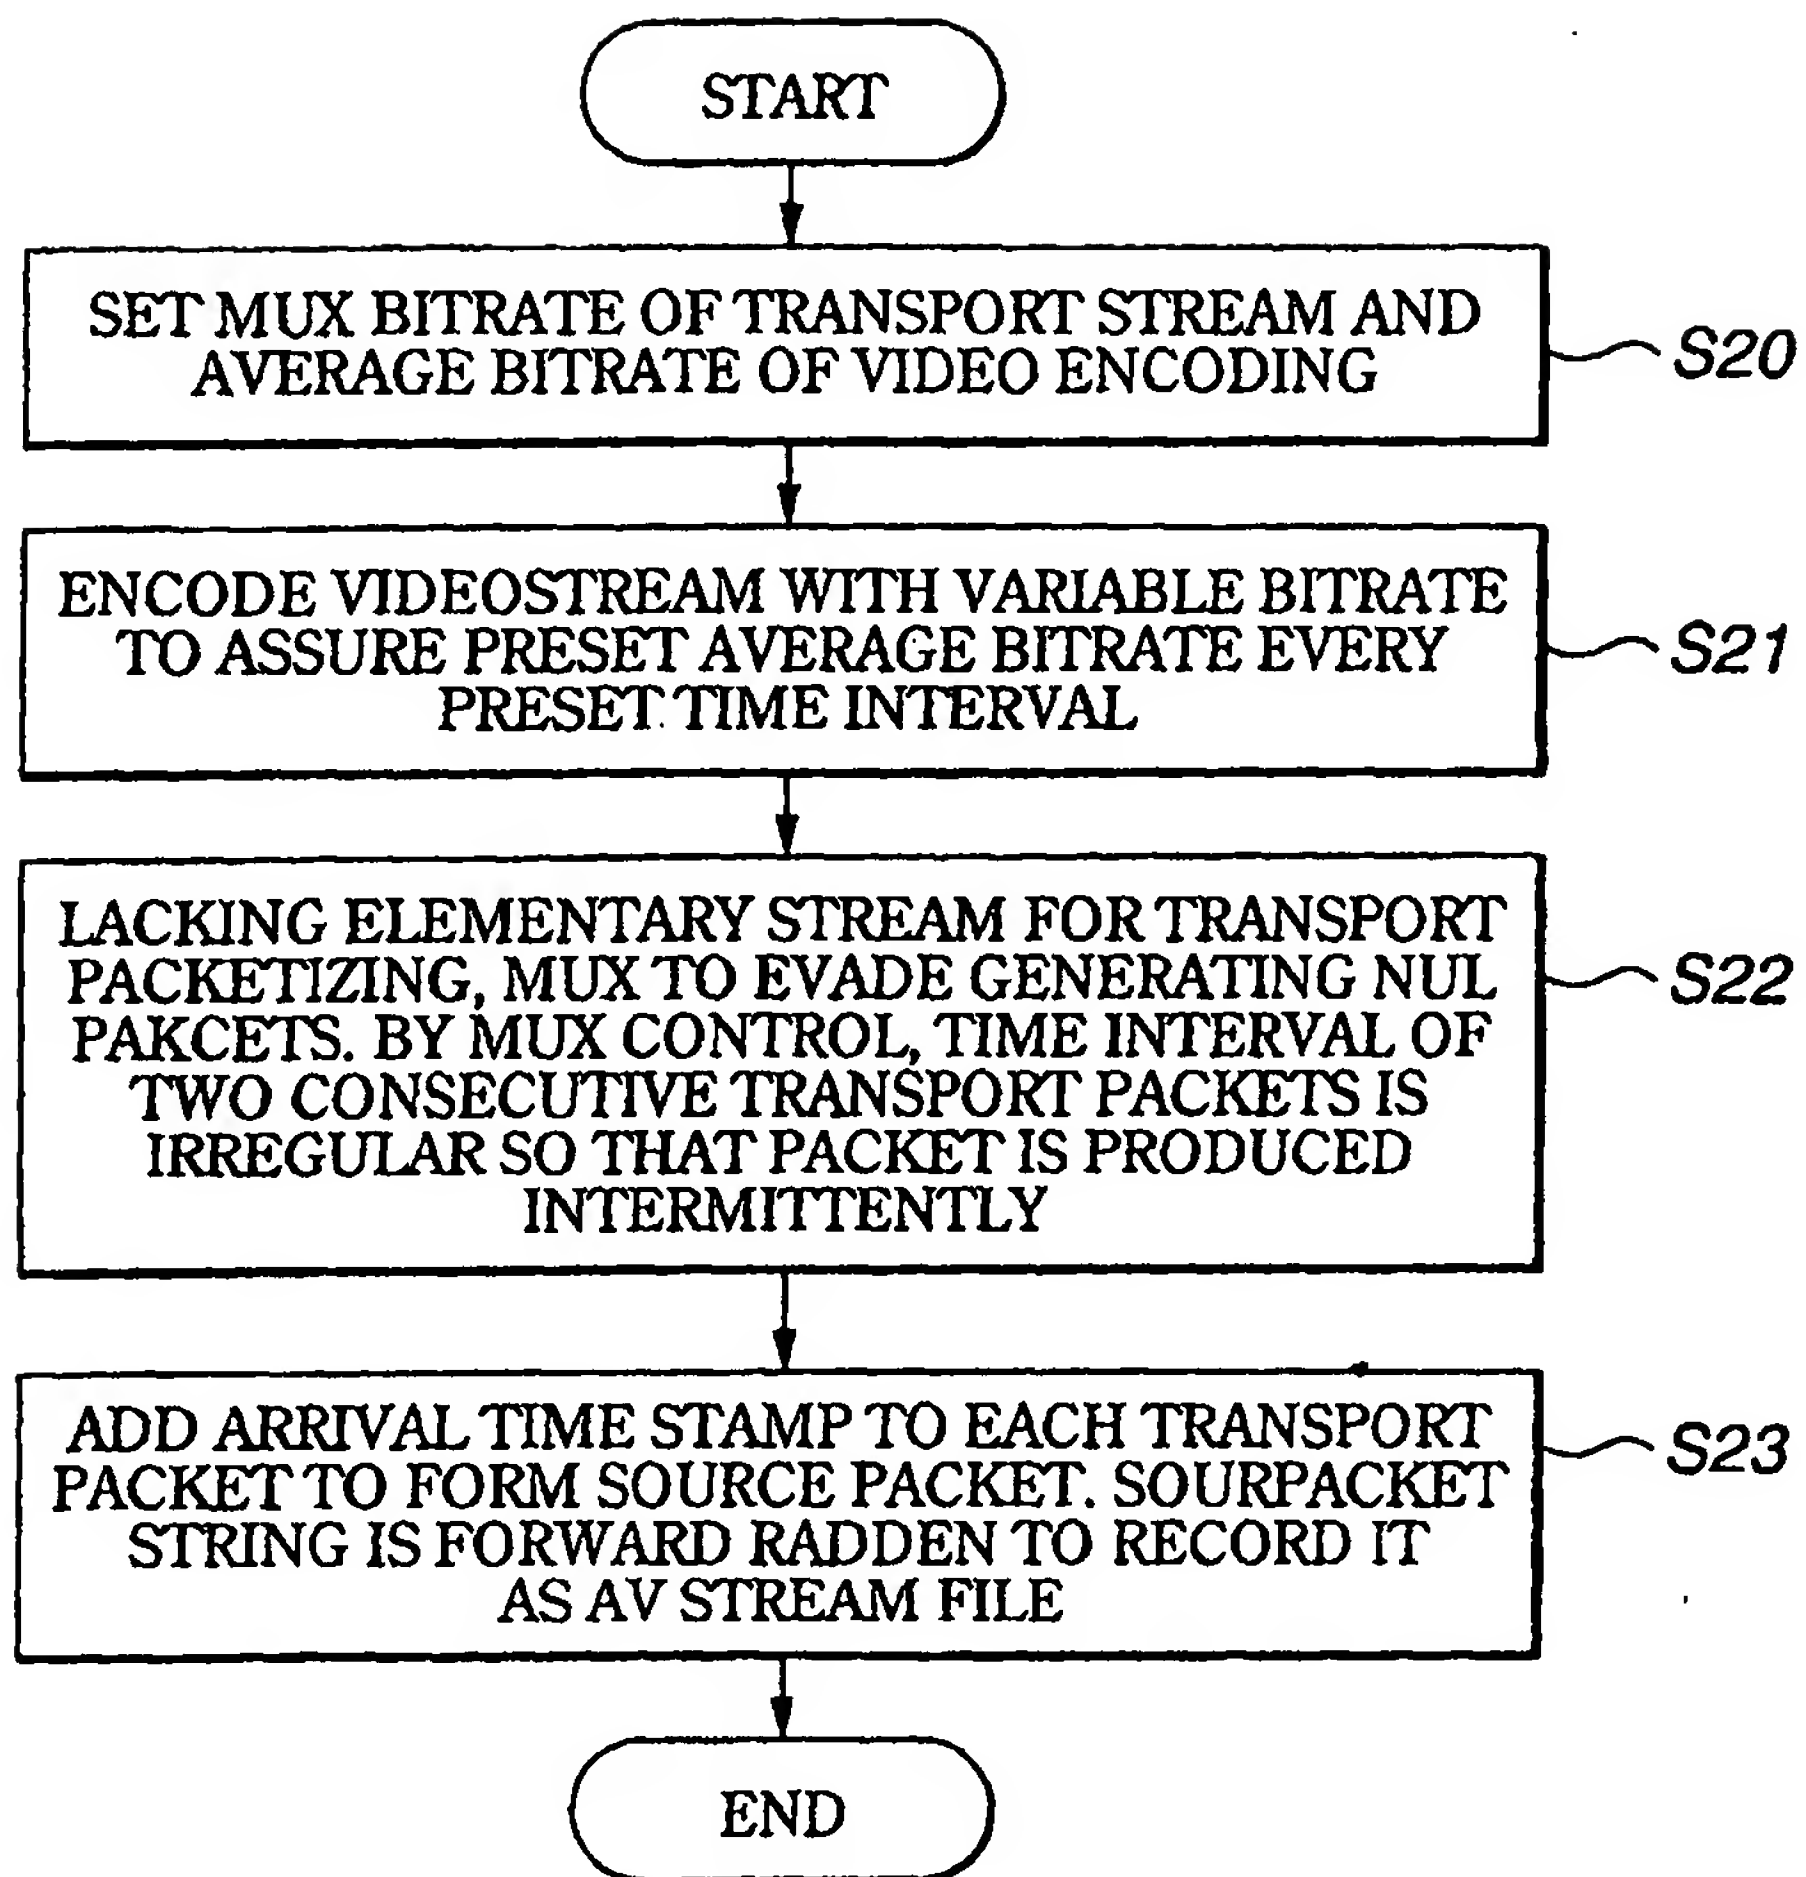 START
SET MUX BITRATE OF TRANSPORT STREAM AND
AVERAGE BITRATE OF VIDEO ENCODING
S20
ENCODE VIDEOSTREAM WITH VARIABLE BITRATE
TO ASSURE PRESET AVERAGE BITRATE EVERY
PRESET TIME INTERVAL
S21
LACKING ELEMENTARY STREAM FOR TRANSPORT
PACKETIZING, MUX TO EVADE GENERATING NUL
PAKCETS. BY MUX CONTROL, TIME INTERVAL OF
TWO CONSECUTIVE TRANSPORT PACKETS IS
IRREGULAR SO THAT PACKET IS PRODUCED
INTERMITTENTLY
S22
ADD ARRIVAL TIME STAMP TO EACH TRANSPORT
PACKET TO FORM SOURCE PACKET. SOURPACKET
STRING IS FORWARD RADDEN TO RECORD IT
AS AV STREAM FILE
S23
END